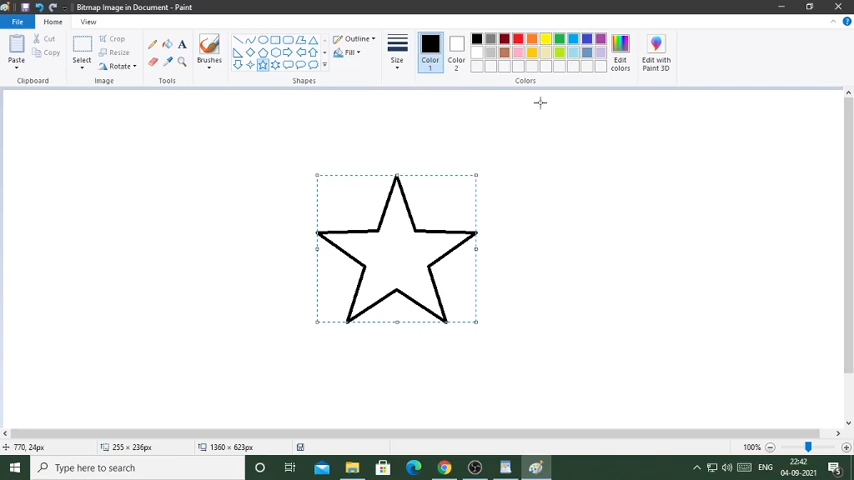 Bitmap Image in Document - Paint
File Home View
Paste
Cut
Copy
Clipboard
Select
Crop
Resize
Rotate
Image
A
Tools
Brushes
Outline
Fill
Shapes
Size
Color 1
Color 2
Edit colors
Colors
Edit with Paint 3D
770, 24px 255 × 236px 1360 × 623px 100%
Type here to search
ENG 22:42
04-09-2021
5